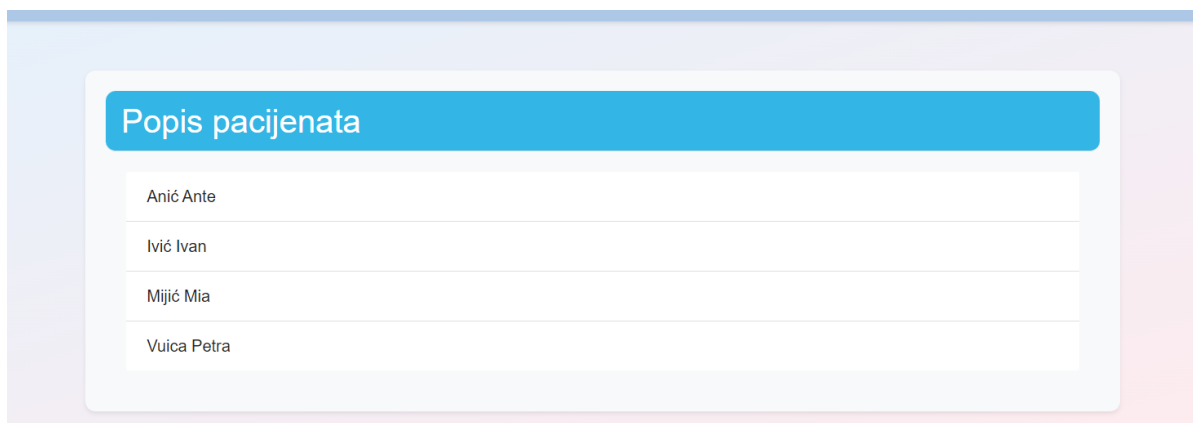 Popis pacijenata
Anić Ante
Ivić Ivan
Mijić Mia
Vuica Petra